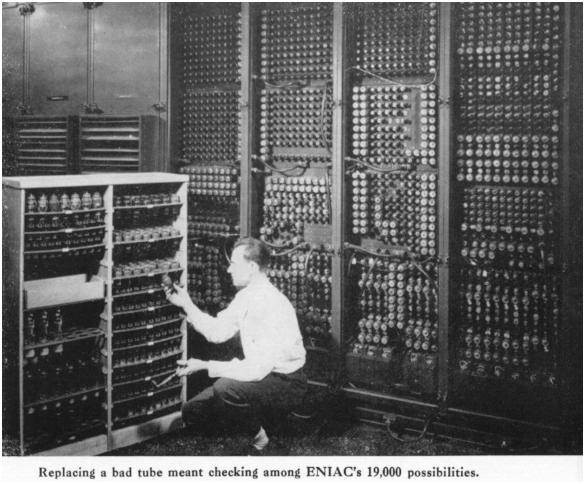 Replacing a bad tube meant checking among ENIAC's 19,000 possibilities.